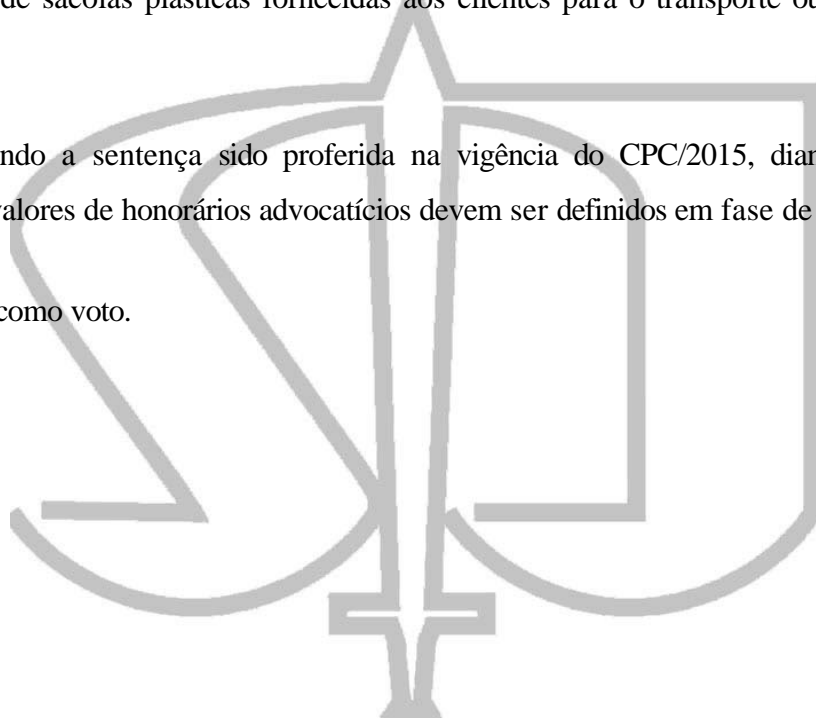 de sacolas plásticas fornecidas aos clientes para o transporte ou
ndo a sentença sido proferida na vigência do CPC/2015, dian
valores de honorários advocatícios devem ser definidos em fase de
como voto.